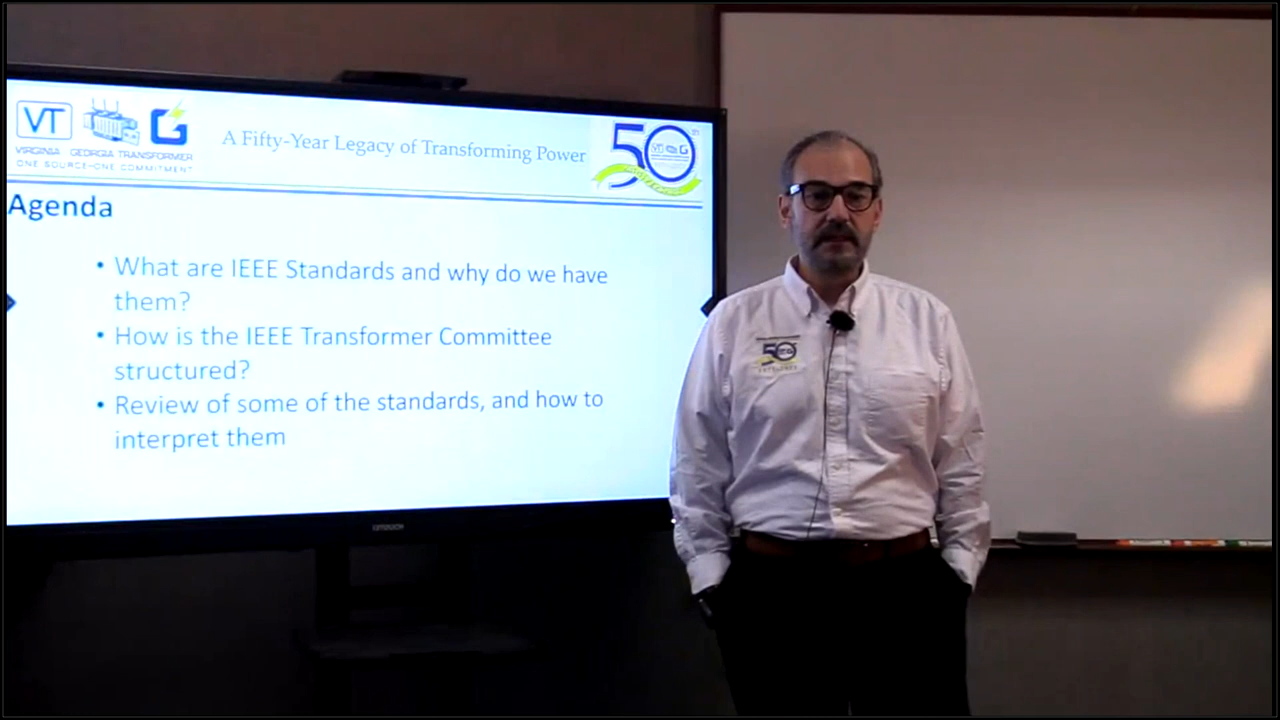 VT
G
VIRGINIA - GEORGIA TRANSFORMER
ONE SOURCE-ONE COMMITMENT
A Fifty-Year Legacy of Transforming Power
50th
VT G
Agenda
• What are IEEE Standards and why do we have
them?
• How is the IEEE Transformer Committee
structured?
• Review of some of the standards, and how to
interpret them
50